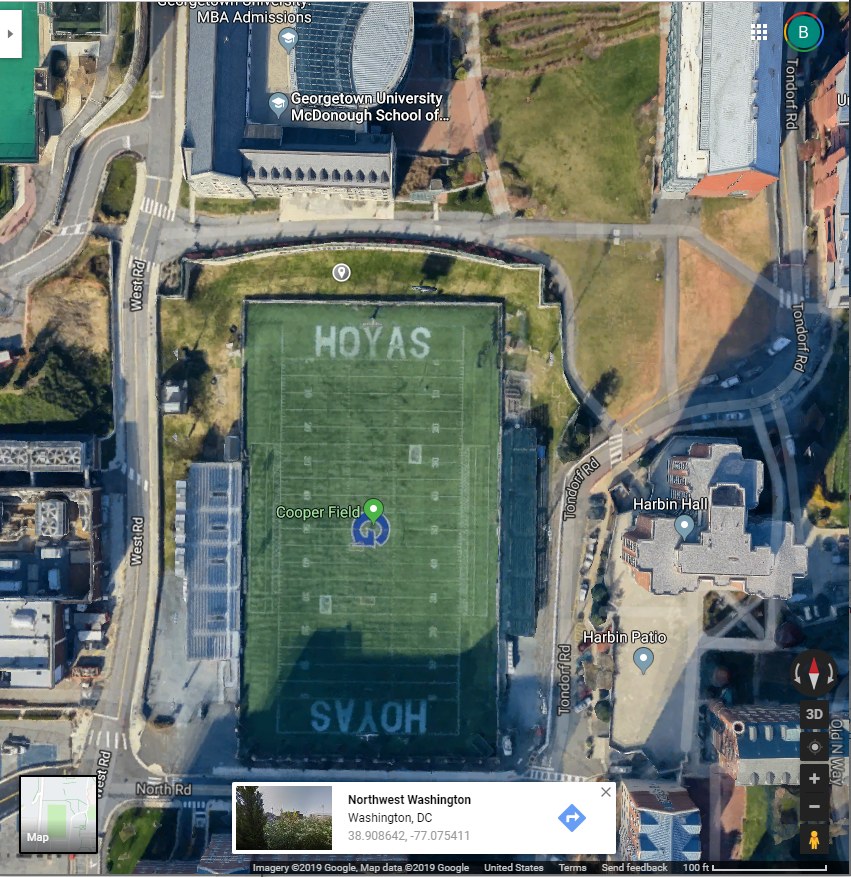 Georgetown University:
MBA Admissions
B
Georgetown University
McDonough School of...
Tondorf Rd
U
West Rd
HOYAS
Tondorf Rd
Tondorf Rd
Harbin Hall
Cooper Field
G
West Rd
Harbin Patio
Tondorf Rd
HOYAS
3D
Old N Way
West Rd
North Rd
+
−
Map
Northwest Washington
Washington, DC
38.908642, -77.075411
Imagery ©2019 Google, Map data ©2019 Google United States Terms Send feedback 100 ft